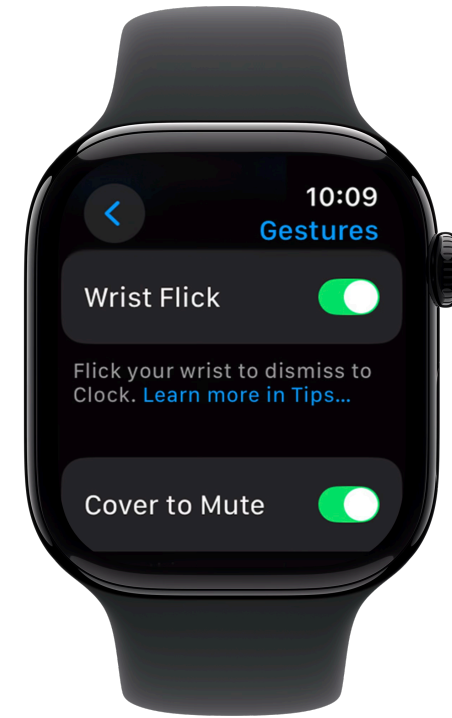 10:09
Gestures
Wrist Flick
Flick your wrist to dismiss to
Clock. Learn more in Tips...
Cover to Mute